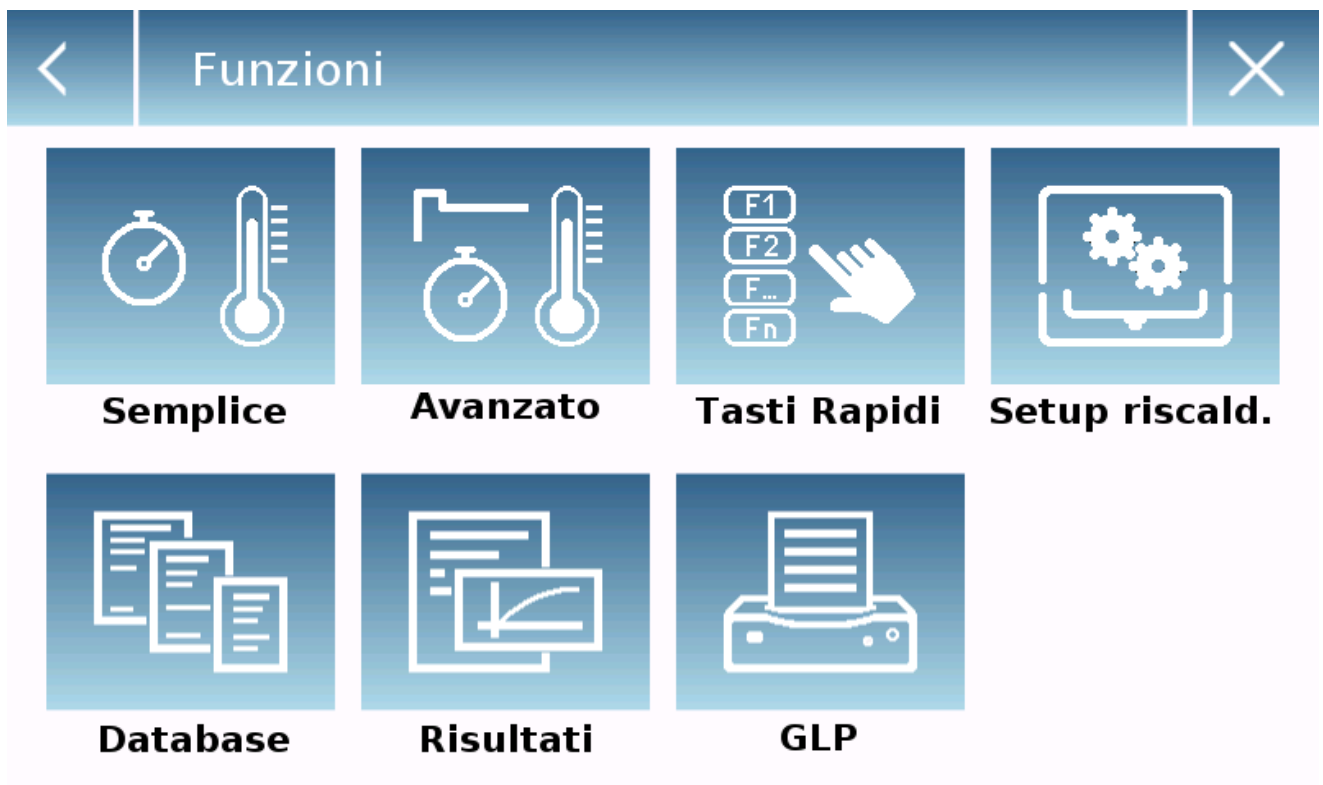 Funzioni
F1
F2
F...
Fn
Semplice
Avanzato
Tasti Rapidi
Setup riscald.
Database
Risultati
GLP